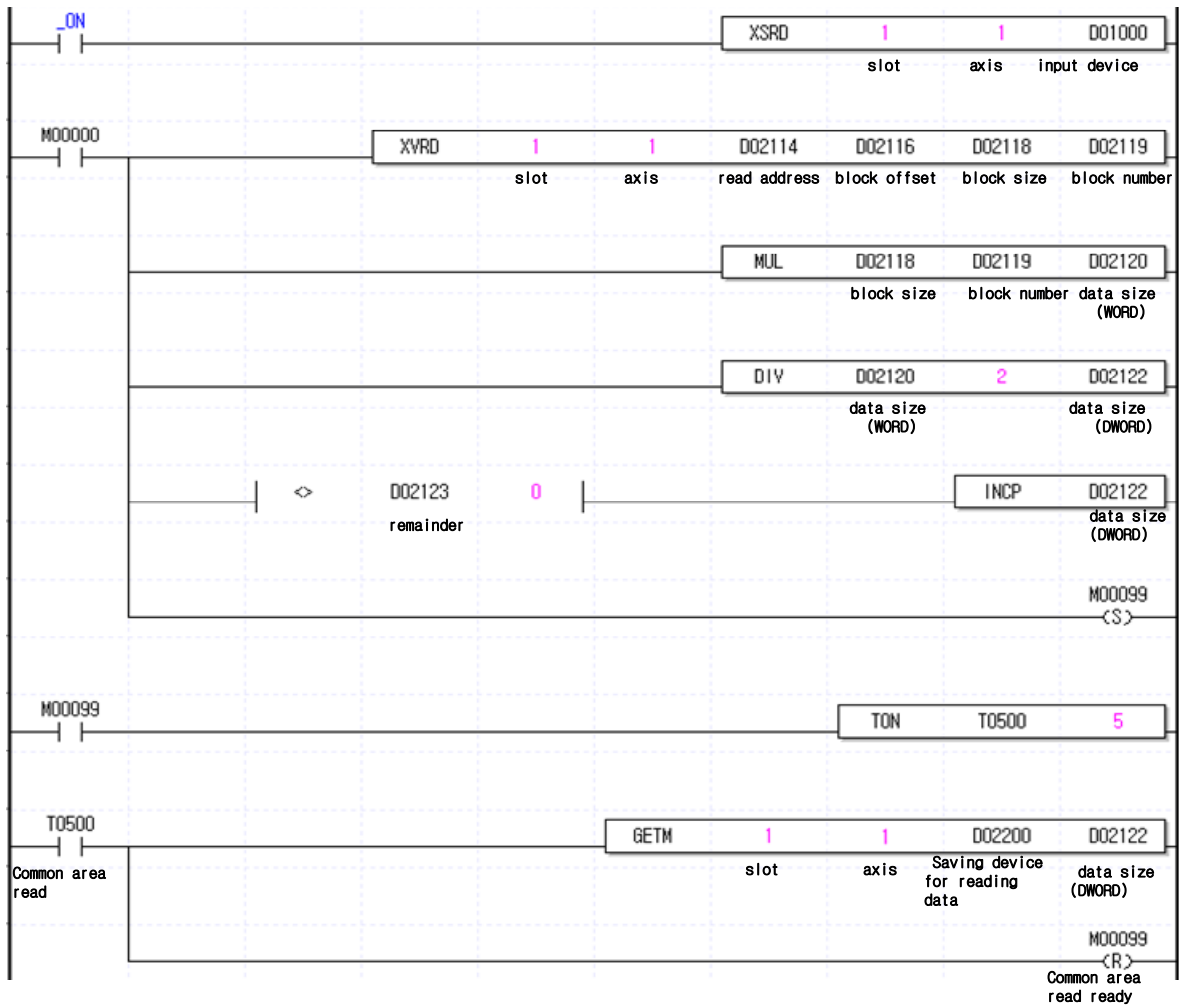 _ON
XSRD 1 1 D01000
slot axis input device
M00000
XVRD 1 1 D02114 D02116 D02118 D02119
slot axis read address block offset block size block number
MUL D02118 D02119 D02120
block size block number data size
(WORD)
DIV D02120 2 D02122
data size data size
(WORD) (DWORD)
<> D02123 0 INCP D02122
remainder data size
(DWORD)
M00099
(S)
M00099
TON T0500 5
T0500
GETM 1 1 D02200 D02122
Common area
read
slot axis Saving device
for reading
data
data size
(DWORD)
M00099
(R)
Common area
read ready